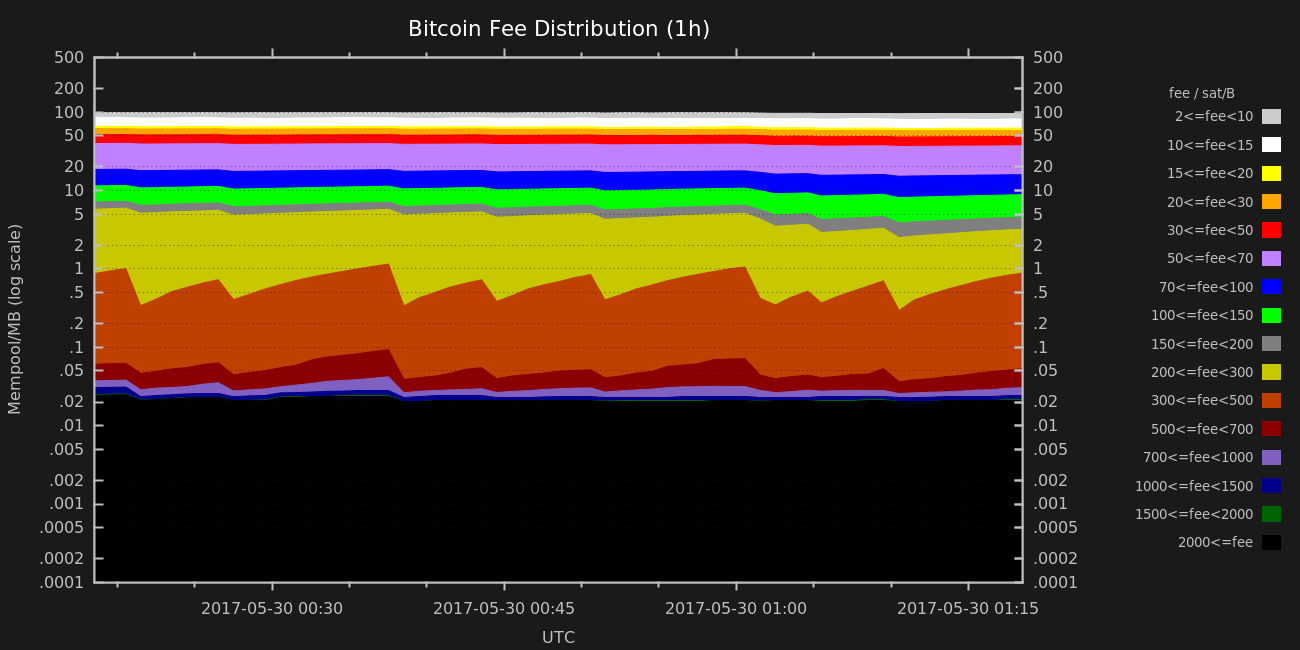 Bitcoin Fee Distribution (1h)
500 500
200 200
100 100
50 50
20 20
10 10
5 5
2 2
1 1
.5 .5
.2 .2
.1 .1
.05 .05
.02 .02
.01 .01
.005 .005
.002 .002
.001 .001
.0005 .0005
.0002 .0002
.0001 .0001
Mempool/MB (log scale)
2017-05-30 00:30 2017-05-30 00:45 2017-05-30 01:00 2017-05-30 01:15
UTC
fee / sat/B
2<=fee<10
10<=fee<15
15<=fee<20
20<=fee<30
30<=fee<50
50<=fee<70
70<=fee<100
100<=fee<150
150<=fee<200
200<=fee<300
300<=fee<500
500<=fee<700
700<=fee<1000
1000<=fee<1500
1500<=fee<2000
2000<=fee